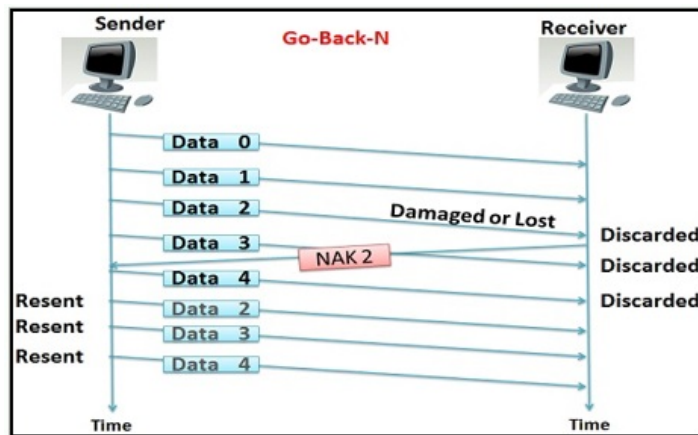 Sender
Go-Back-N
Receiver
Data 0
Data 1
Data 2
Damaged or Lost
Data 3
Discarded
NAK 2
Discarded
Data 4
Discarded
Resent
Data 2
Resent
Data 3
Resent
Data 4
Time
Time